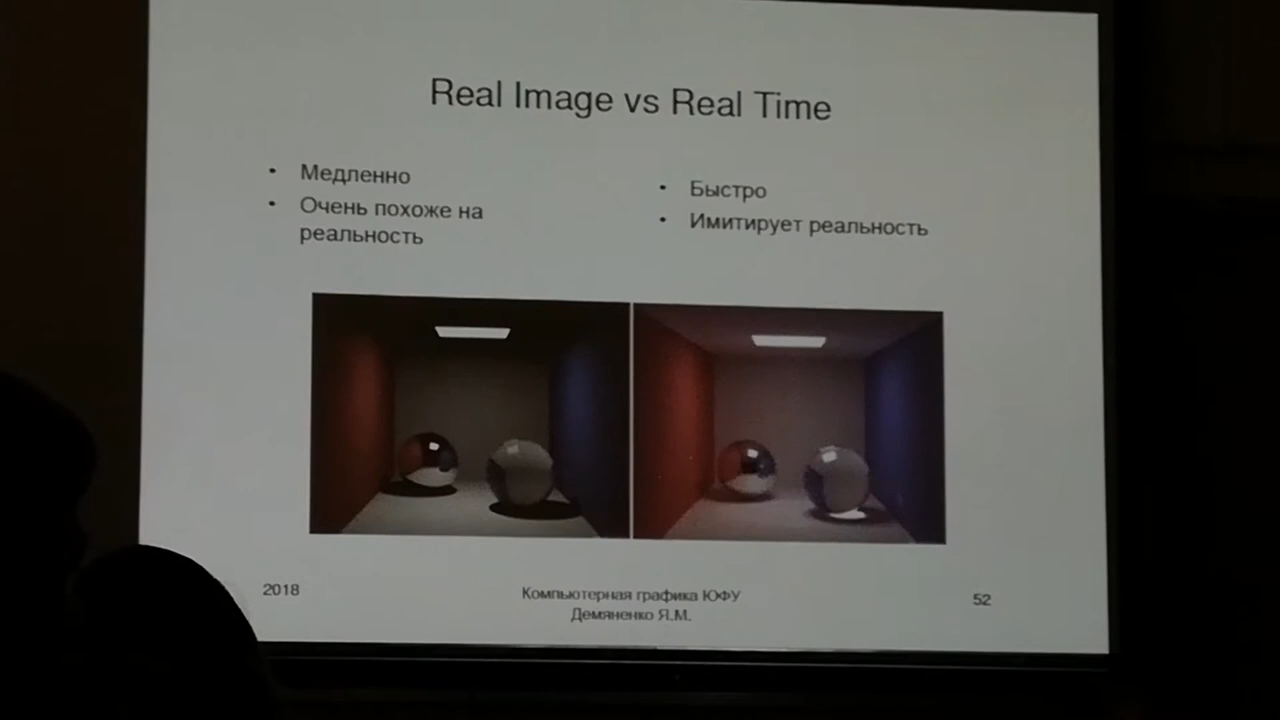 Real Image vs Real Time
• Медленно
• Очень похоже на
реальность
• Быстро
• Имитирует реальность
2018
Компьютерная графика ЮФУ
Демяненко Я.М.
52